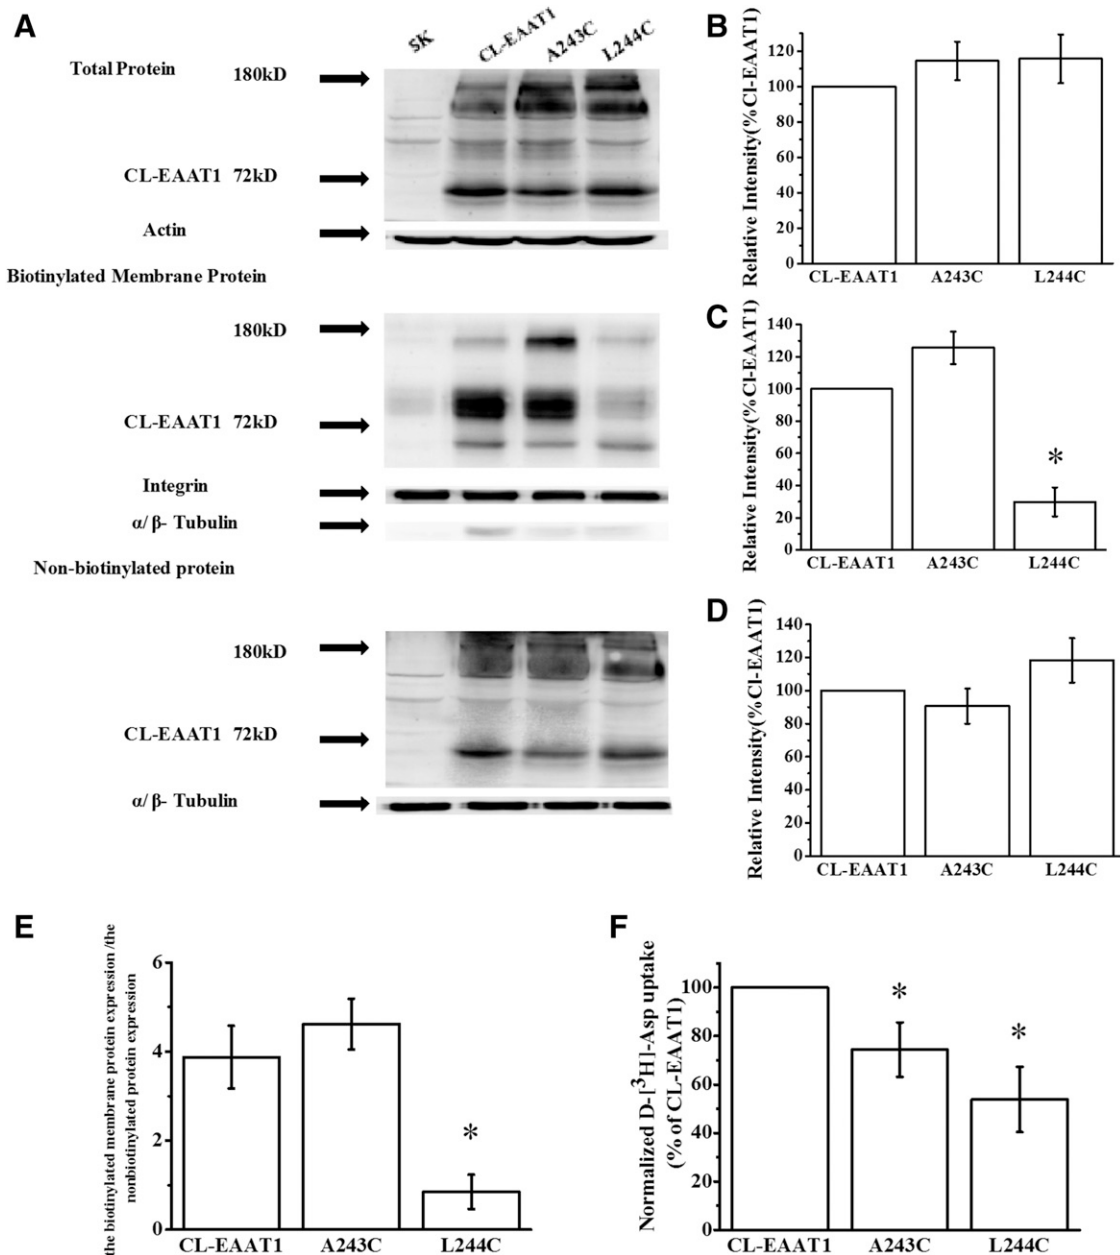 A
SK
CL-EAAT1
A243C
L244C
Total Protein
180kD
CL-EAAT1 72kD
Actin
Biotinylated Membrane Protein
180kD
CL-EAAT1 72kD
Integrin
α/ β- Tubulin
Non-biotinylated protein
180kD
CL-EAAT1 72kD
α/ β- Tubulin
B
Relative Intensity(%Cl-EAAT1)
120
100
80
60
40
20
0
CL-EAAT1 A243C L244C
C
Relative Intensity(%Cl-EAAT1)
140
120
100
80
60
40
20
0
*
CL-EAAT1 A243C L244C
D
Relative Intensity(%Cl-EAAT1)
140
120
100
80
60
40
20
0
CL-EAAT1 A243C L244C
E
the biotinylated membrane protein expression /the
nonbiotinylated protein expression
6
4
2
0
*
CL-EAAT1 A243C L244C
F
Normalized D-[³H]-Asp uptake
(% of CL-EAAT1)
100
80
60
40
20
0
*
*
CL-EAAT1 A243C L244C